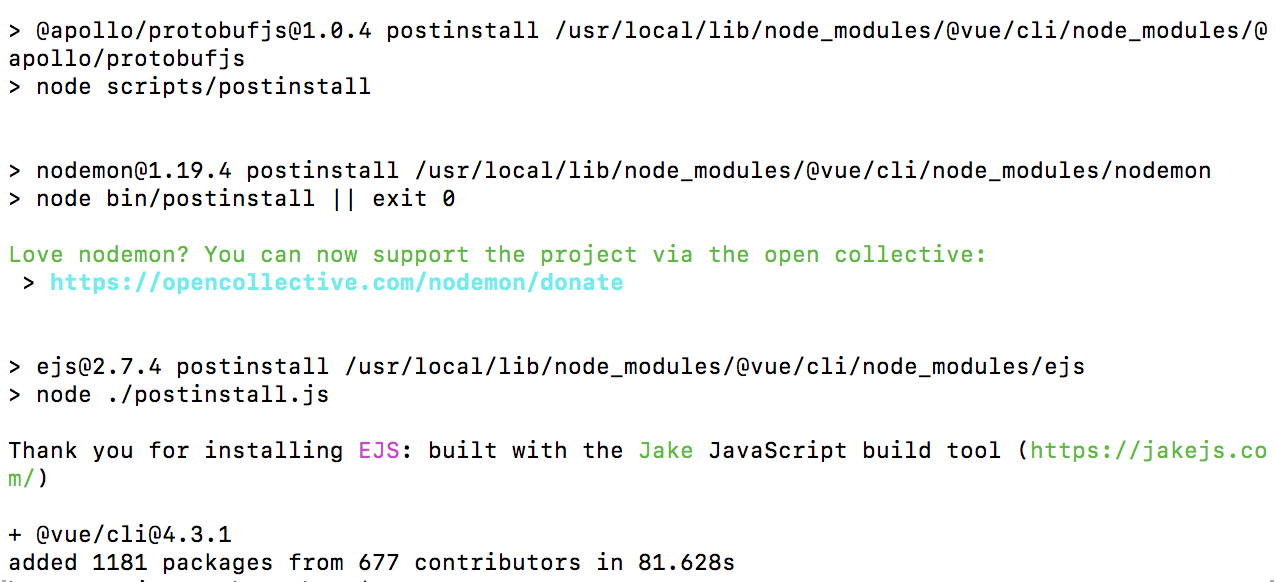 > @apollo/protobufjs@1.0.4 postinstall /usr/local/lib/node_modules/@vue/cli/node_modules/@
apollo/protobufjs
> node scripts/postinstall
> nodemon@1.19.4 postinstall /usr/local/lib/node_modules/@vue/cli/node_modules/nodemon
> node bin/postinstall || exit 0
Love nodemon? You can now support the project via the open collective:
> https://opencollective.com/nodemon/donate
> ejs@2.7.4 postinstall /usr/local/lib/node_modules/@vue/cli/node_modules/ejs
> node ./postinstall.js
Thank you for installing EJS: built with the Jake JavaScript build tool (https://jakejs.co
m/)
+ @vue/cli@4.3.1
added 1181 packages from 677 contributors in 81.628s